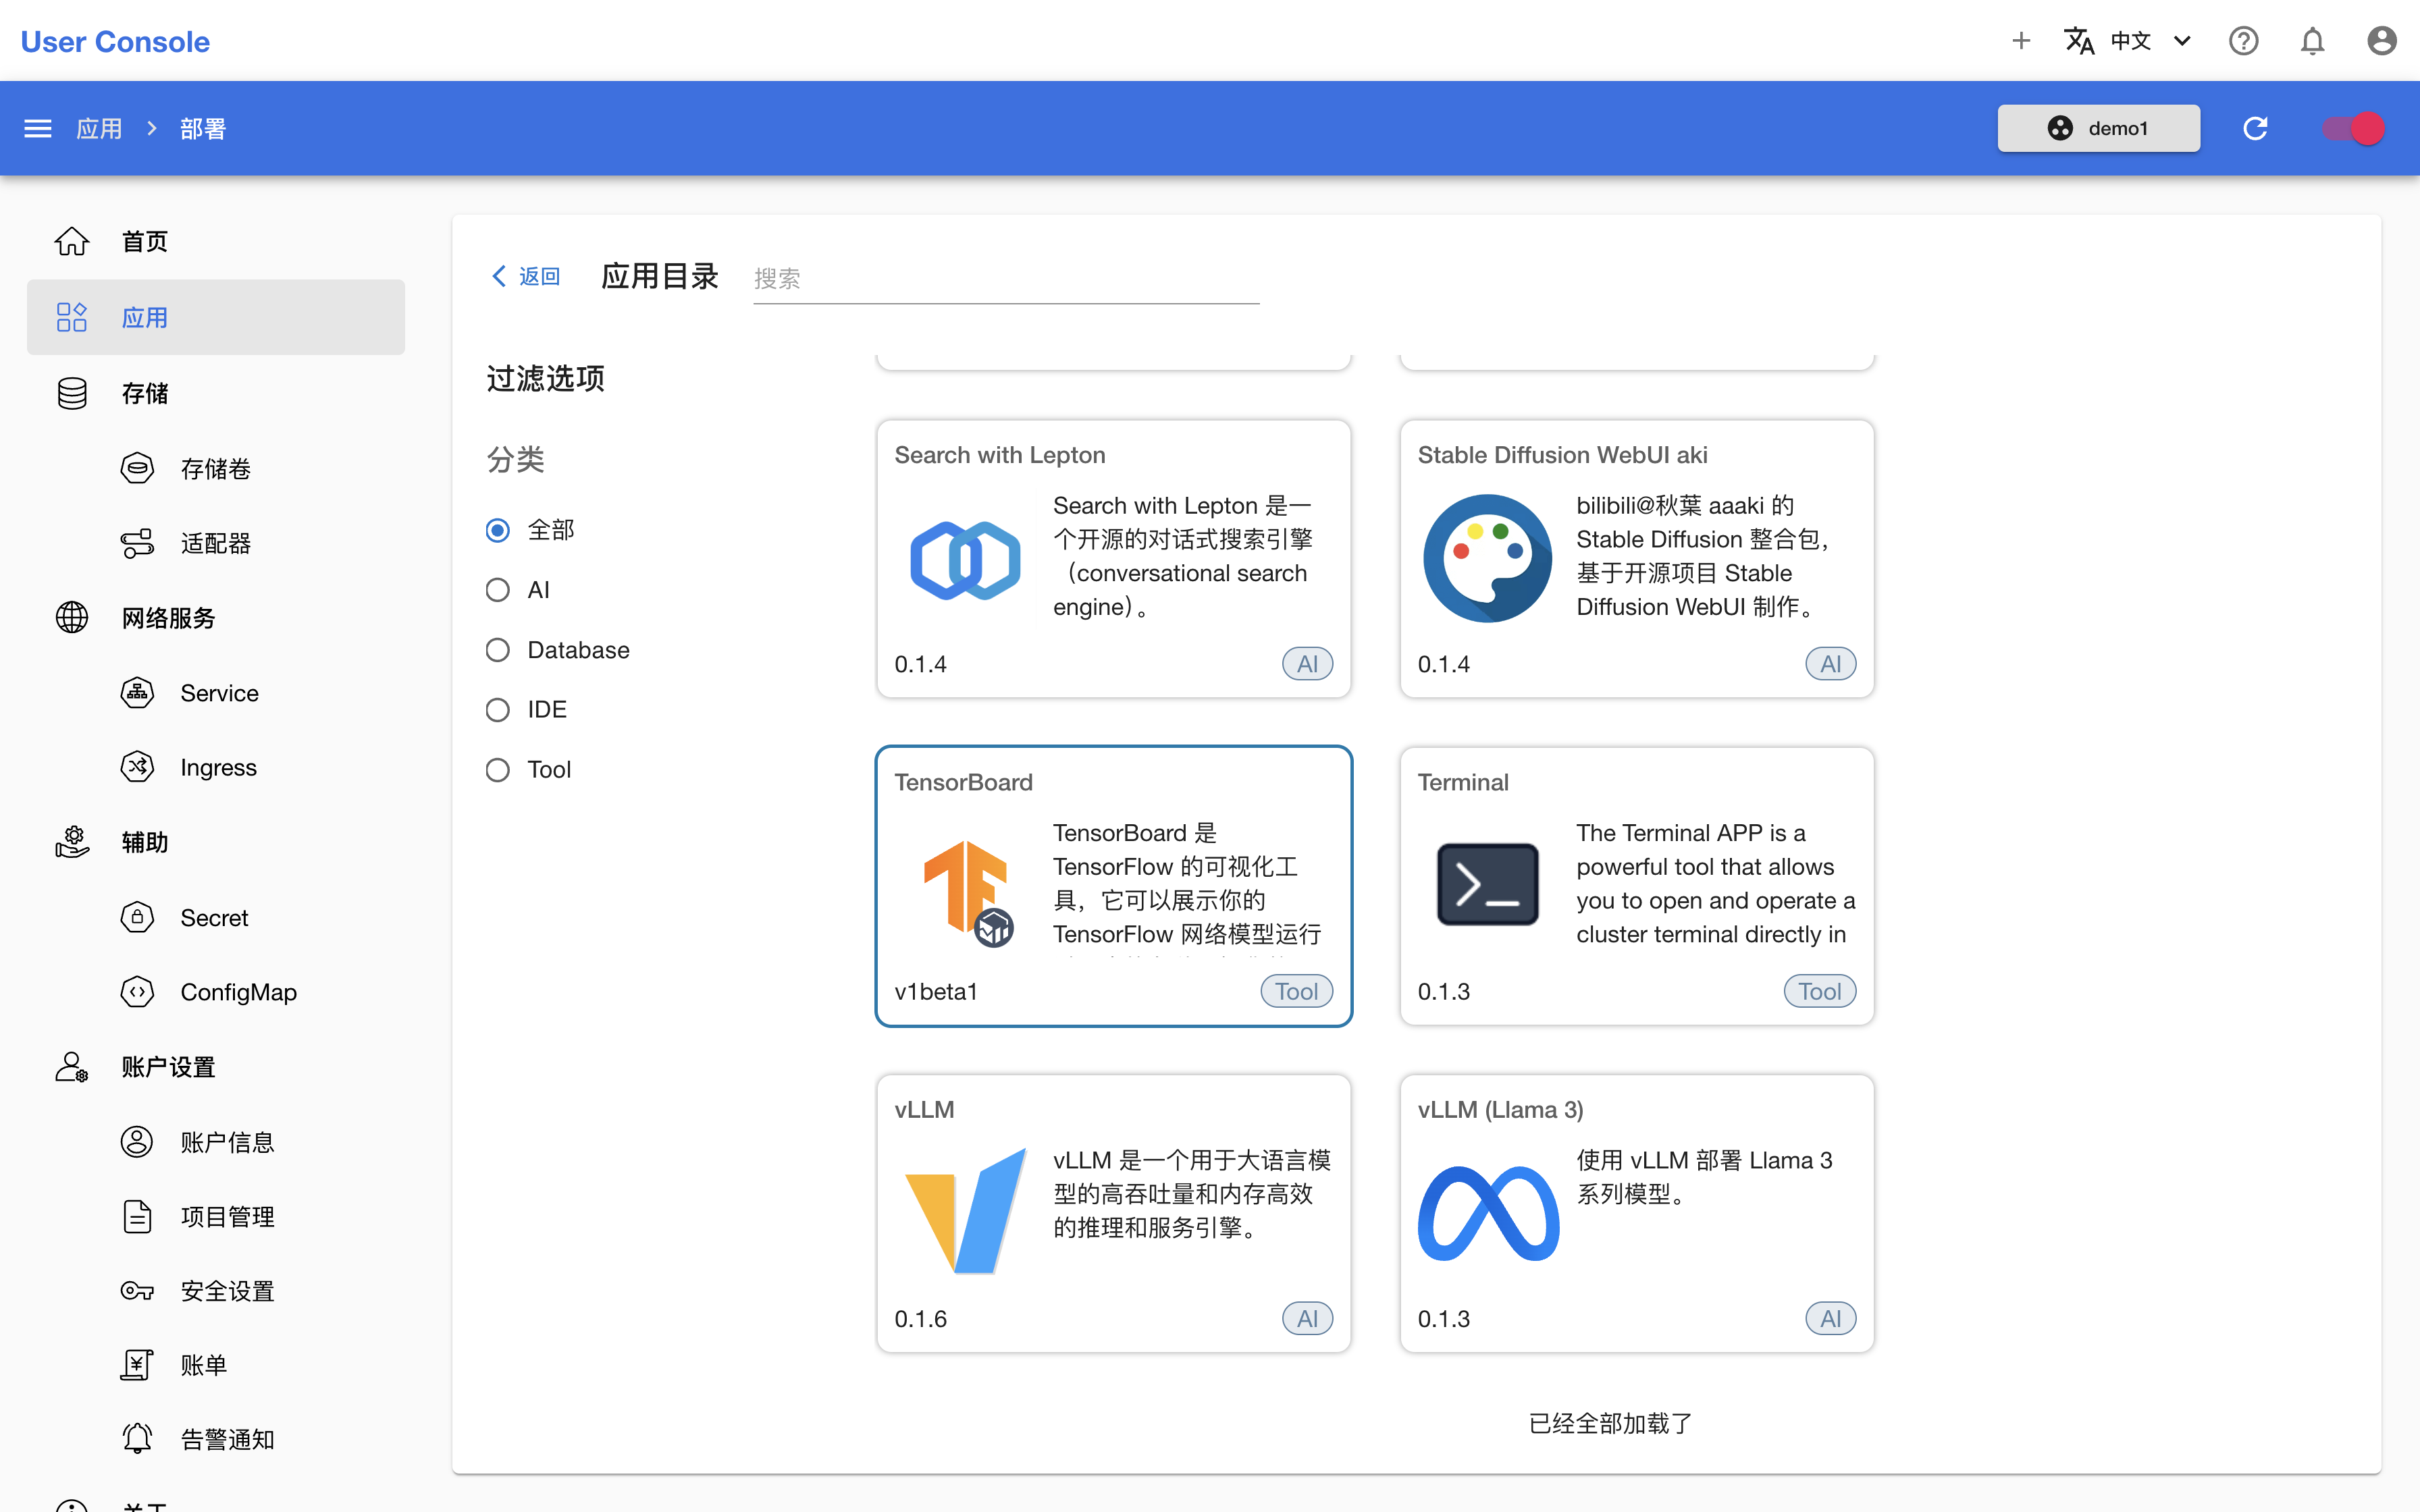 User Console
中文
应用
部署
demo1
首页
应用
存储
存储卷
适配器
网络服务
Service
Ingress
辅助
Secret
ConfigMap
账户设置
账户信息
项目管理
安全设置
账单
告警通知
返回
应用目录
搜索
过滤选项
分类
全部
AI
Database
IDE
Tool
Search with Lepton
Search with Lepton 是一
个开源的对话式搜索引擎
（conversational search
engine）。
0.1.4
AI
Stable Diffusion WebUI aki
bilibili@秋葉 aaaki 的
Stable Diffusion 整合包，
基于开源项目 Stable
Diffusion WebUI 制作。
0.1.4
AI
TensorBoard
TensorBoard 是
TensorFlow 的可视化工
具，它可以展示你的
TensorFlow 网络模型运行
v1beta1
Tool
Terminal
The Terminal APP is a
powerful tool that allows
you to open and operate a
cluster terminal directly in
0.1.3
Tool
vLLM
vLLM 是一个用于大语言模
型的高吞吐量和内存高效
的推理和服务引擎。
0.1.6
AI
vLLM (Llama 3)
使用 vLLM 部署 Llama 3
系列模型。
0.1.3
AI
已经全部加载了